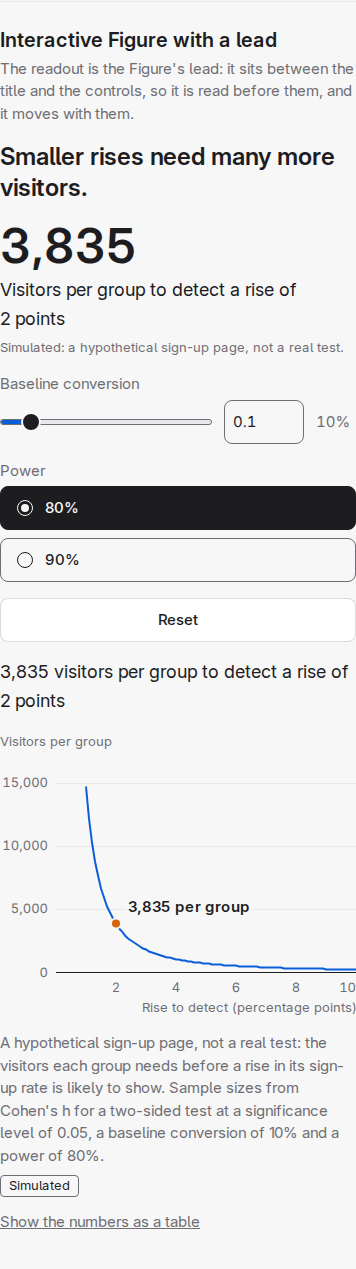 Interactive Figure with a lead
The readout is the Figure's lead: it sits between the
title and the controls, so it is read before them, and
it moves with them.
Smaller rises need many more
visitors.
3,835
Visitors per group to detect a rise of
2 points
Simulated: a hypothetical sign-up page, not a real test.
Baseline conversion
0.1 10%
Power
80%
90%
Reset
3,835 visitors per group to detect a rise of
2 points
Visitors per group
15,000
10,000
5,000
3,835 per group
0
2 4 6 8 10
Rise to detect (percentage points)
A hypothetical sign-up page, not a real test: the
visitors each group needs before a rise in its sign-
up rate is likely to show. Sample sizes from
Cohen's h for a two-sided test at a significance
level of 0.05, a baseline conversion of 10% and a
power of 80%.
Simulated
Show the numbers as a table